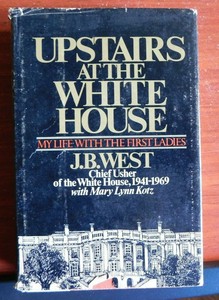 UPSTAIRS
AT THE
WHITE
HOUSE
MY LIFE WITH THE FIRST LADIES
J.B. WEST
Chief Usher
of the White House, 1941-1969
with Mary Lynn Kotz